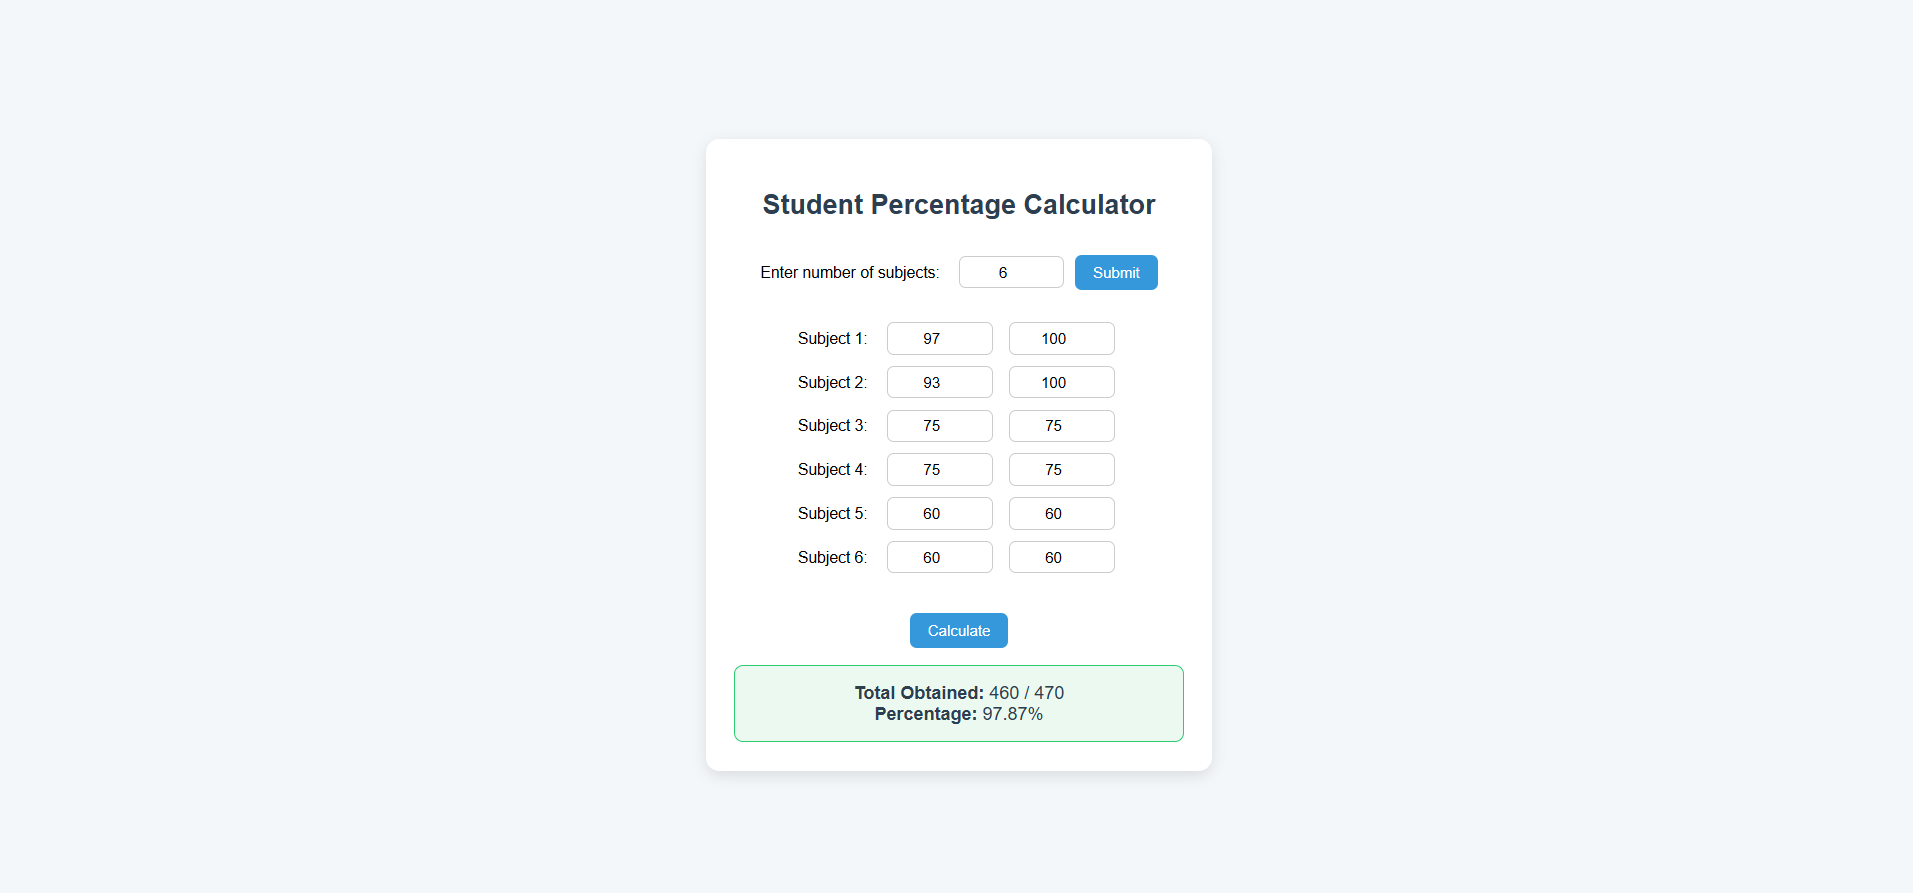 Student Percentage Calculator
Enter number of subjects: 6 Submit
Subject 1: 97 100
Subject 2: 93 100
Subject 3: 75 75
Subject 4: 75 75
Subject 5: 60 60
Subject 6: 60 60
Calculate
Total Obtained: 460 / 470
Percentage: 97.87%